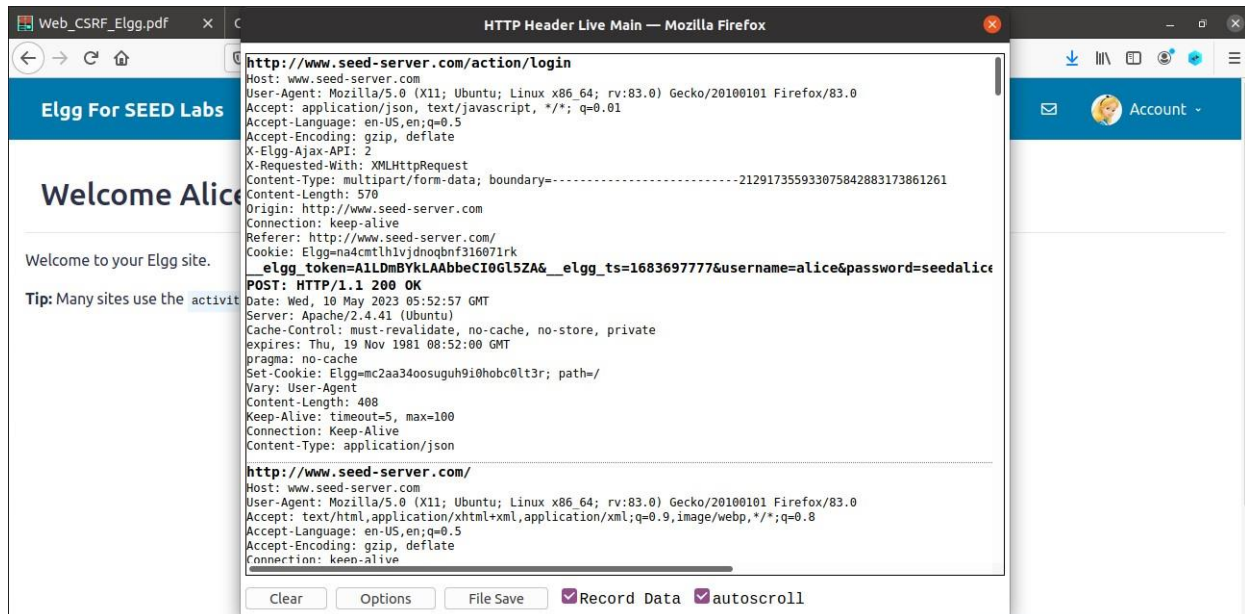 Web_CSRF_Elgg.pdf
HTTP Header Live Main — Mozilla Firefox
Elgg For SEED Labs
Account
Welcome Alice
Welcome to your Elgg site.
Tip: Many sites use the activit
http://www.seed-server.com/action/login
Host: www.seed-server.com
User-Agent: Mozilla/5.0 (X11; Ubuntu; Linux x86_64; rv:83.0) Gecko/20100101 Firefox/83.0
Accept: application/json, text/javascript, */*; q=0.01
Accept-Language: en-US,en;q=0.5
Accept-Encoding: gzip, deflate
X-Elgg-Ajax-API: 2
X-Requested-With: XMLHttpRequest
Content-Type: multipart/form-data; boundary=---------------------------212917355933075842883173861261
Content-Length: 570
Origin: http://www.seed-server.com
Connection: keep-alive
Referer: http://www.seed-server.com/
Cookie: Elgg=na4cmtlh1vjdnoqbnf316071rk
__elgg_token=A1LDmBYkLAAbbeCI0Gl5ZA&__elgg_ts=1683697777&username=alice&password=seedalice
POST: HTTP/1.1 200 OK
Date: Wed, 10 May 2023 05:52:57 GMT
Server: Apache/2.4.41 (Ubuntu)
Cache-Control: must-revalidate, no-cache, no-store, private
expires: Thu, 19 Nov 1981 08:52:00 GMT
pragma: no-cache
Set-Cookie: Elgg=mc2aa34oosuguh9i0hobc0lt3r; path=/
Vary: User-Agent
Content-Length: 408
Keep-Alive: timeout=5, max=100
Connection: Keep-Alive
Content-Type: application/json
http://www.seed-server.com/
Host: www.seed-server.com
User-Agent: Mozilla/5.0 (X11; Ubuntu; Linux x86_64; rv:83.0) Gecko/20100101 Firefox/83.0
Accept: text/html,application/xhtml+xml,application/xml;q=0.9,image/webp,*/*;q=0.8
Accept-Language: en-US,en;q=0.5
Accept-Encoding: gzip, deflate
Connection: keep-alive
Clear Options File Save Record Data autoscroll